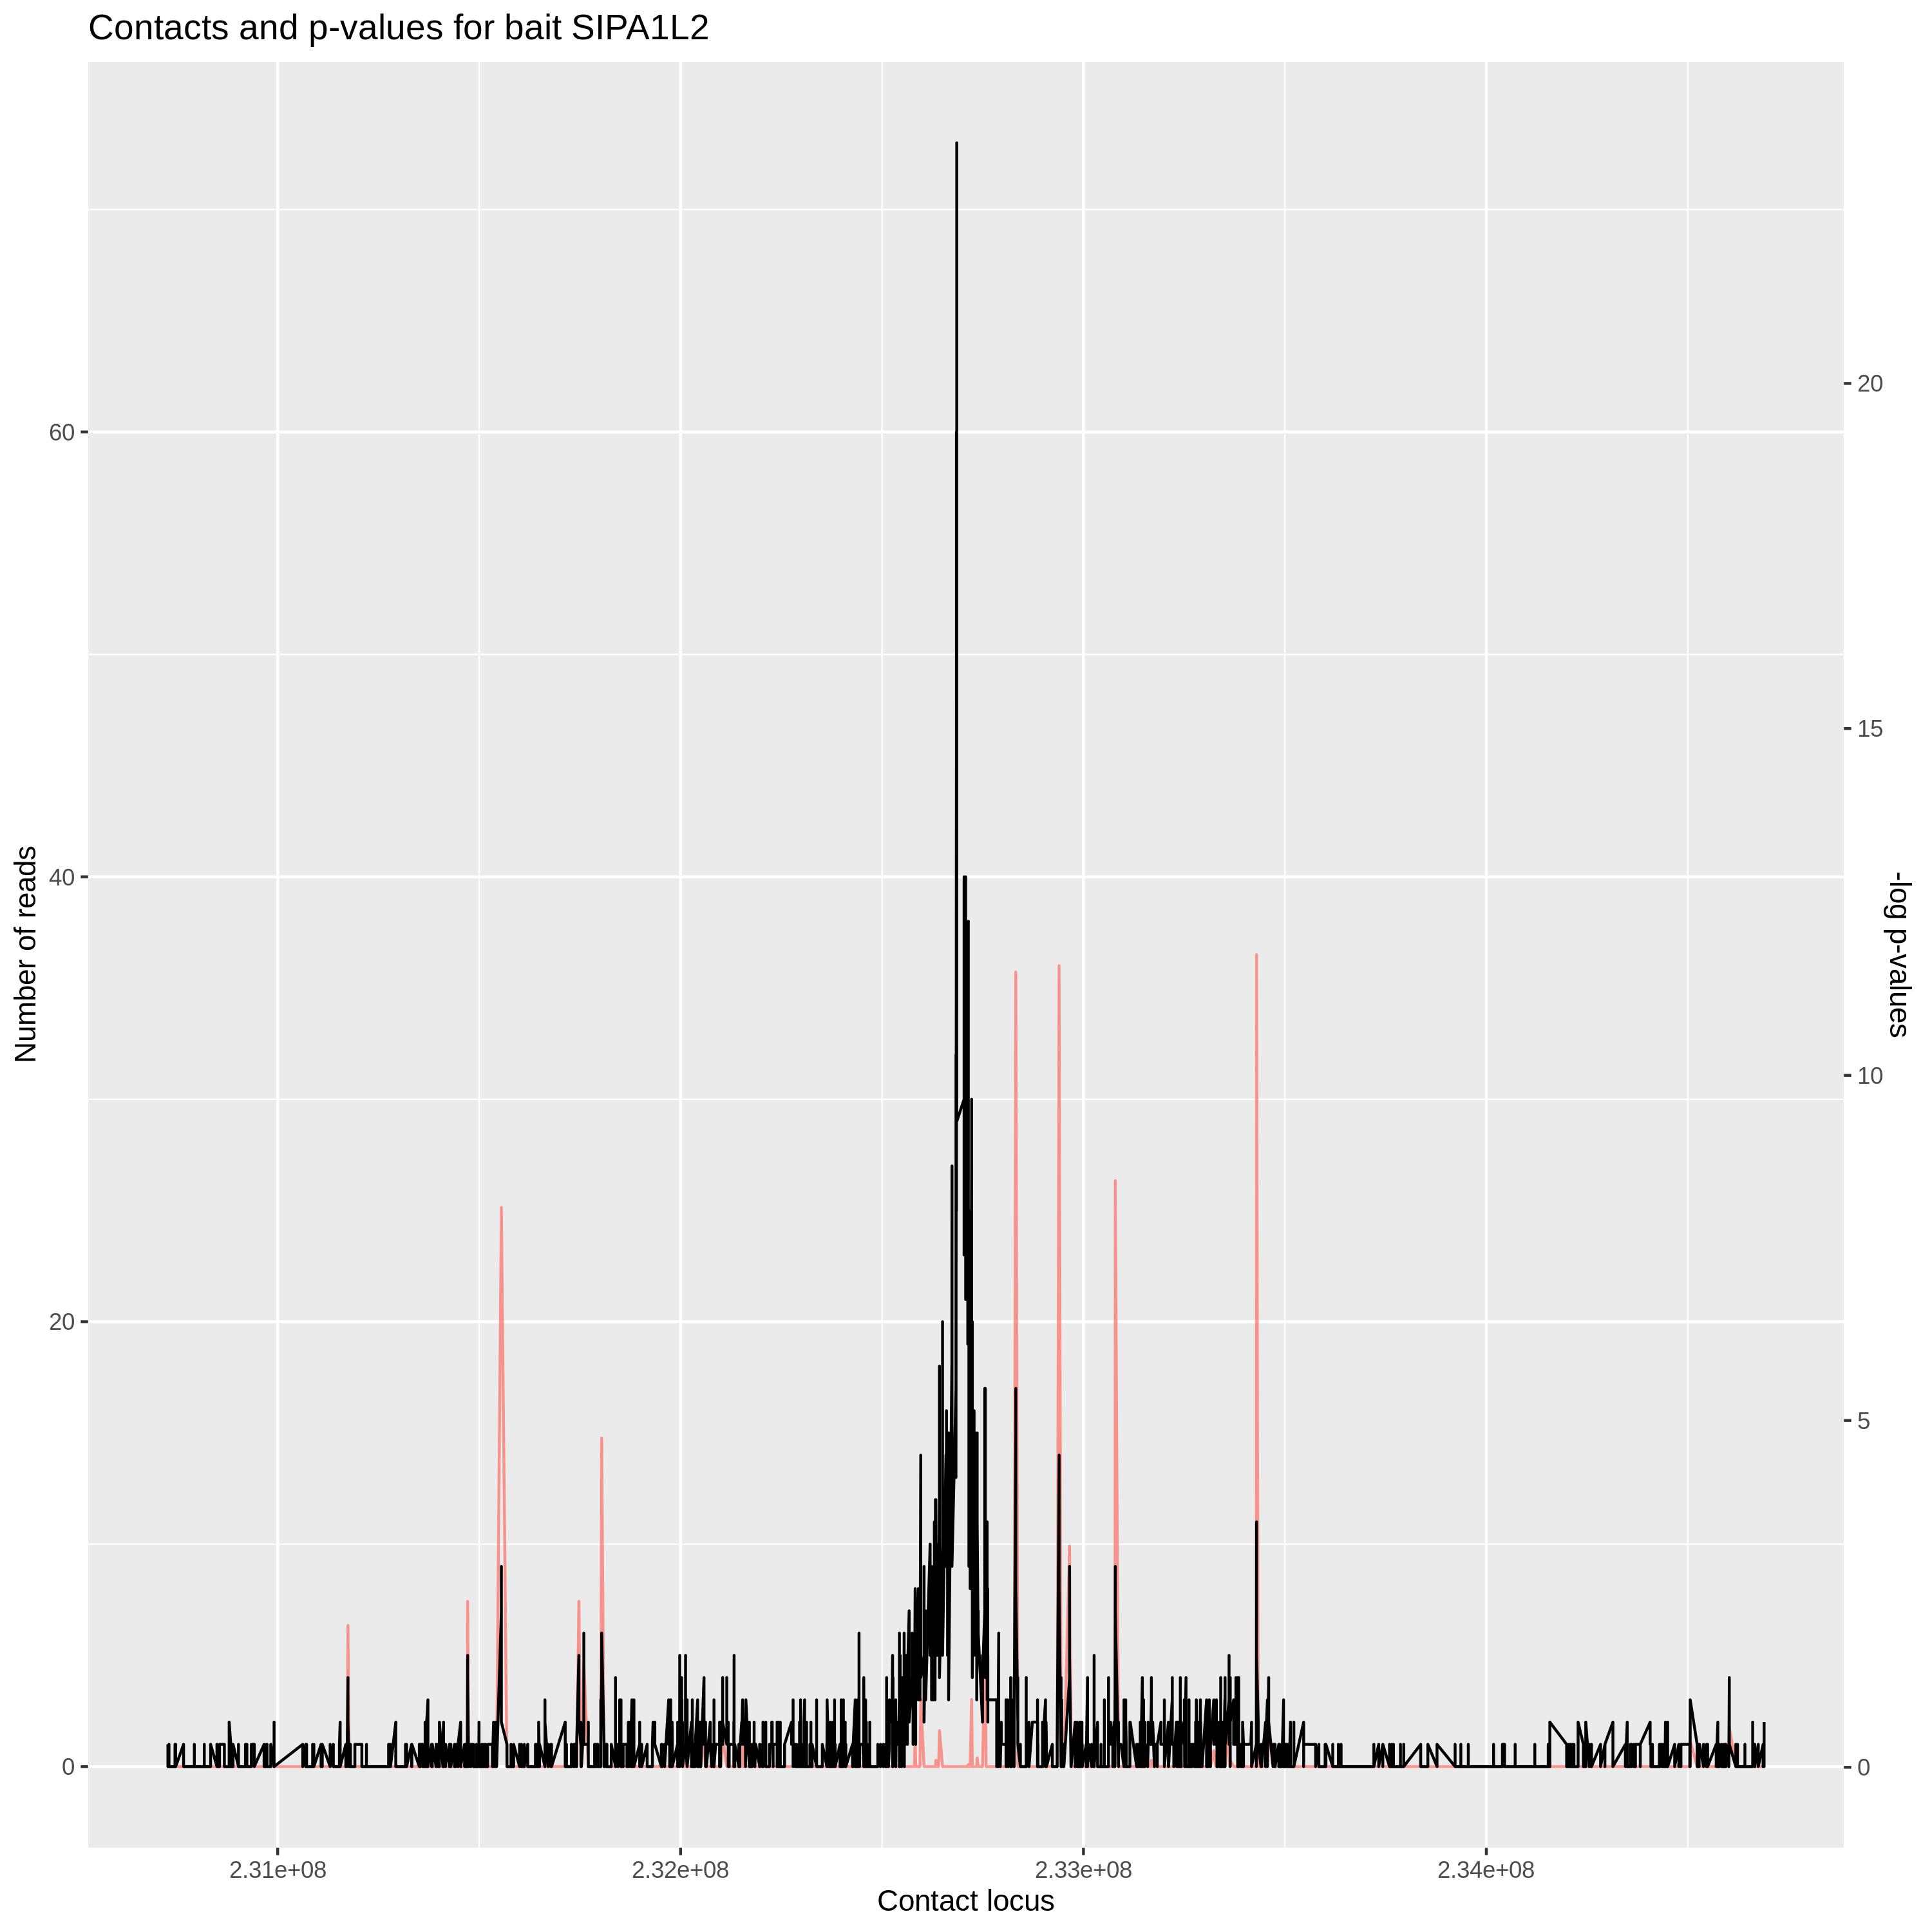 Contacts and p-values for bait SIPA1L2
60
40
20
0
Number of reads
20
15
10
5
0
-log p-values
2.31e+08
2.32e+08
2.33e+08
2.34e+08
Contact locus